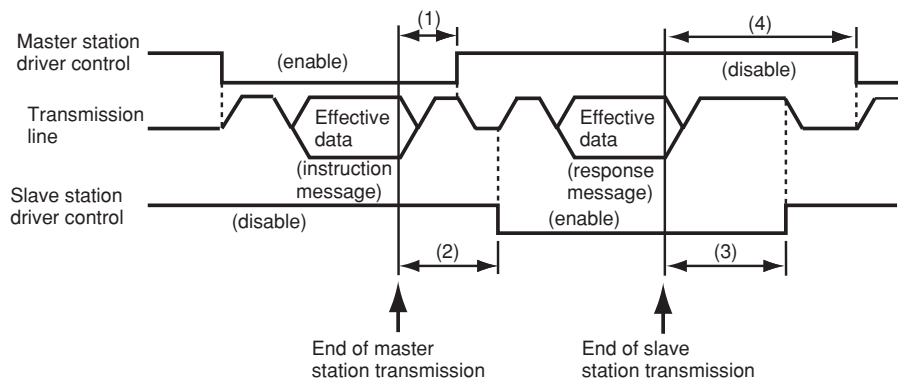 (1)
(4)
Master station
driver control
(enable)
(disable)
Transmission
line
Effective
data
Effective
data
(instruction
message)
(response
message)
Slave station
driver control
(disable)
(enable)
(2)
(3)
End of master
station transmission
End of slave
station transmission